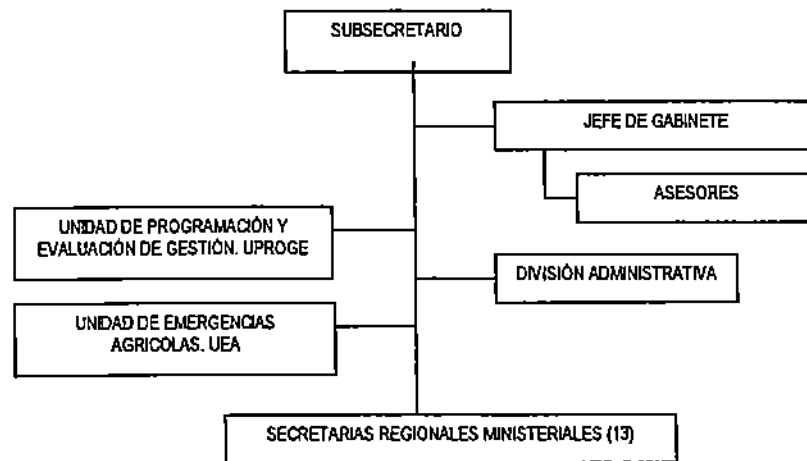 SUBSECRETARIO
JEFE DE GABINETE
ASESORES
UNIDAD DE PROGRAMACIÓN Y
EVALUACIÓN DE GESTIÓN. UPROGE
DIVISIÓN ADMINISTRATIVA
UNIDAD DE EMERGENCIAS
AGRICOLAS. UEA
SECRETARIAS REGIONALES MINISTERIALES (13)